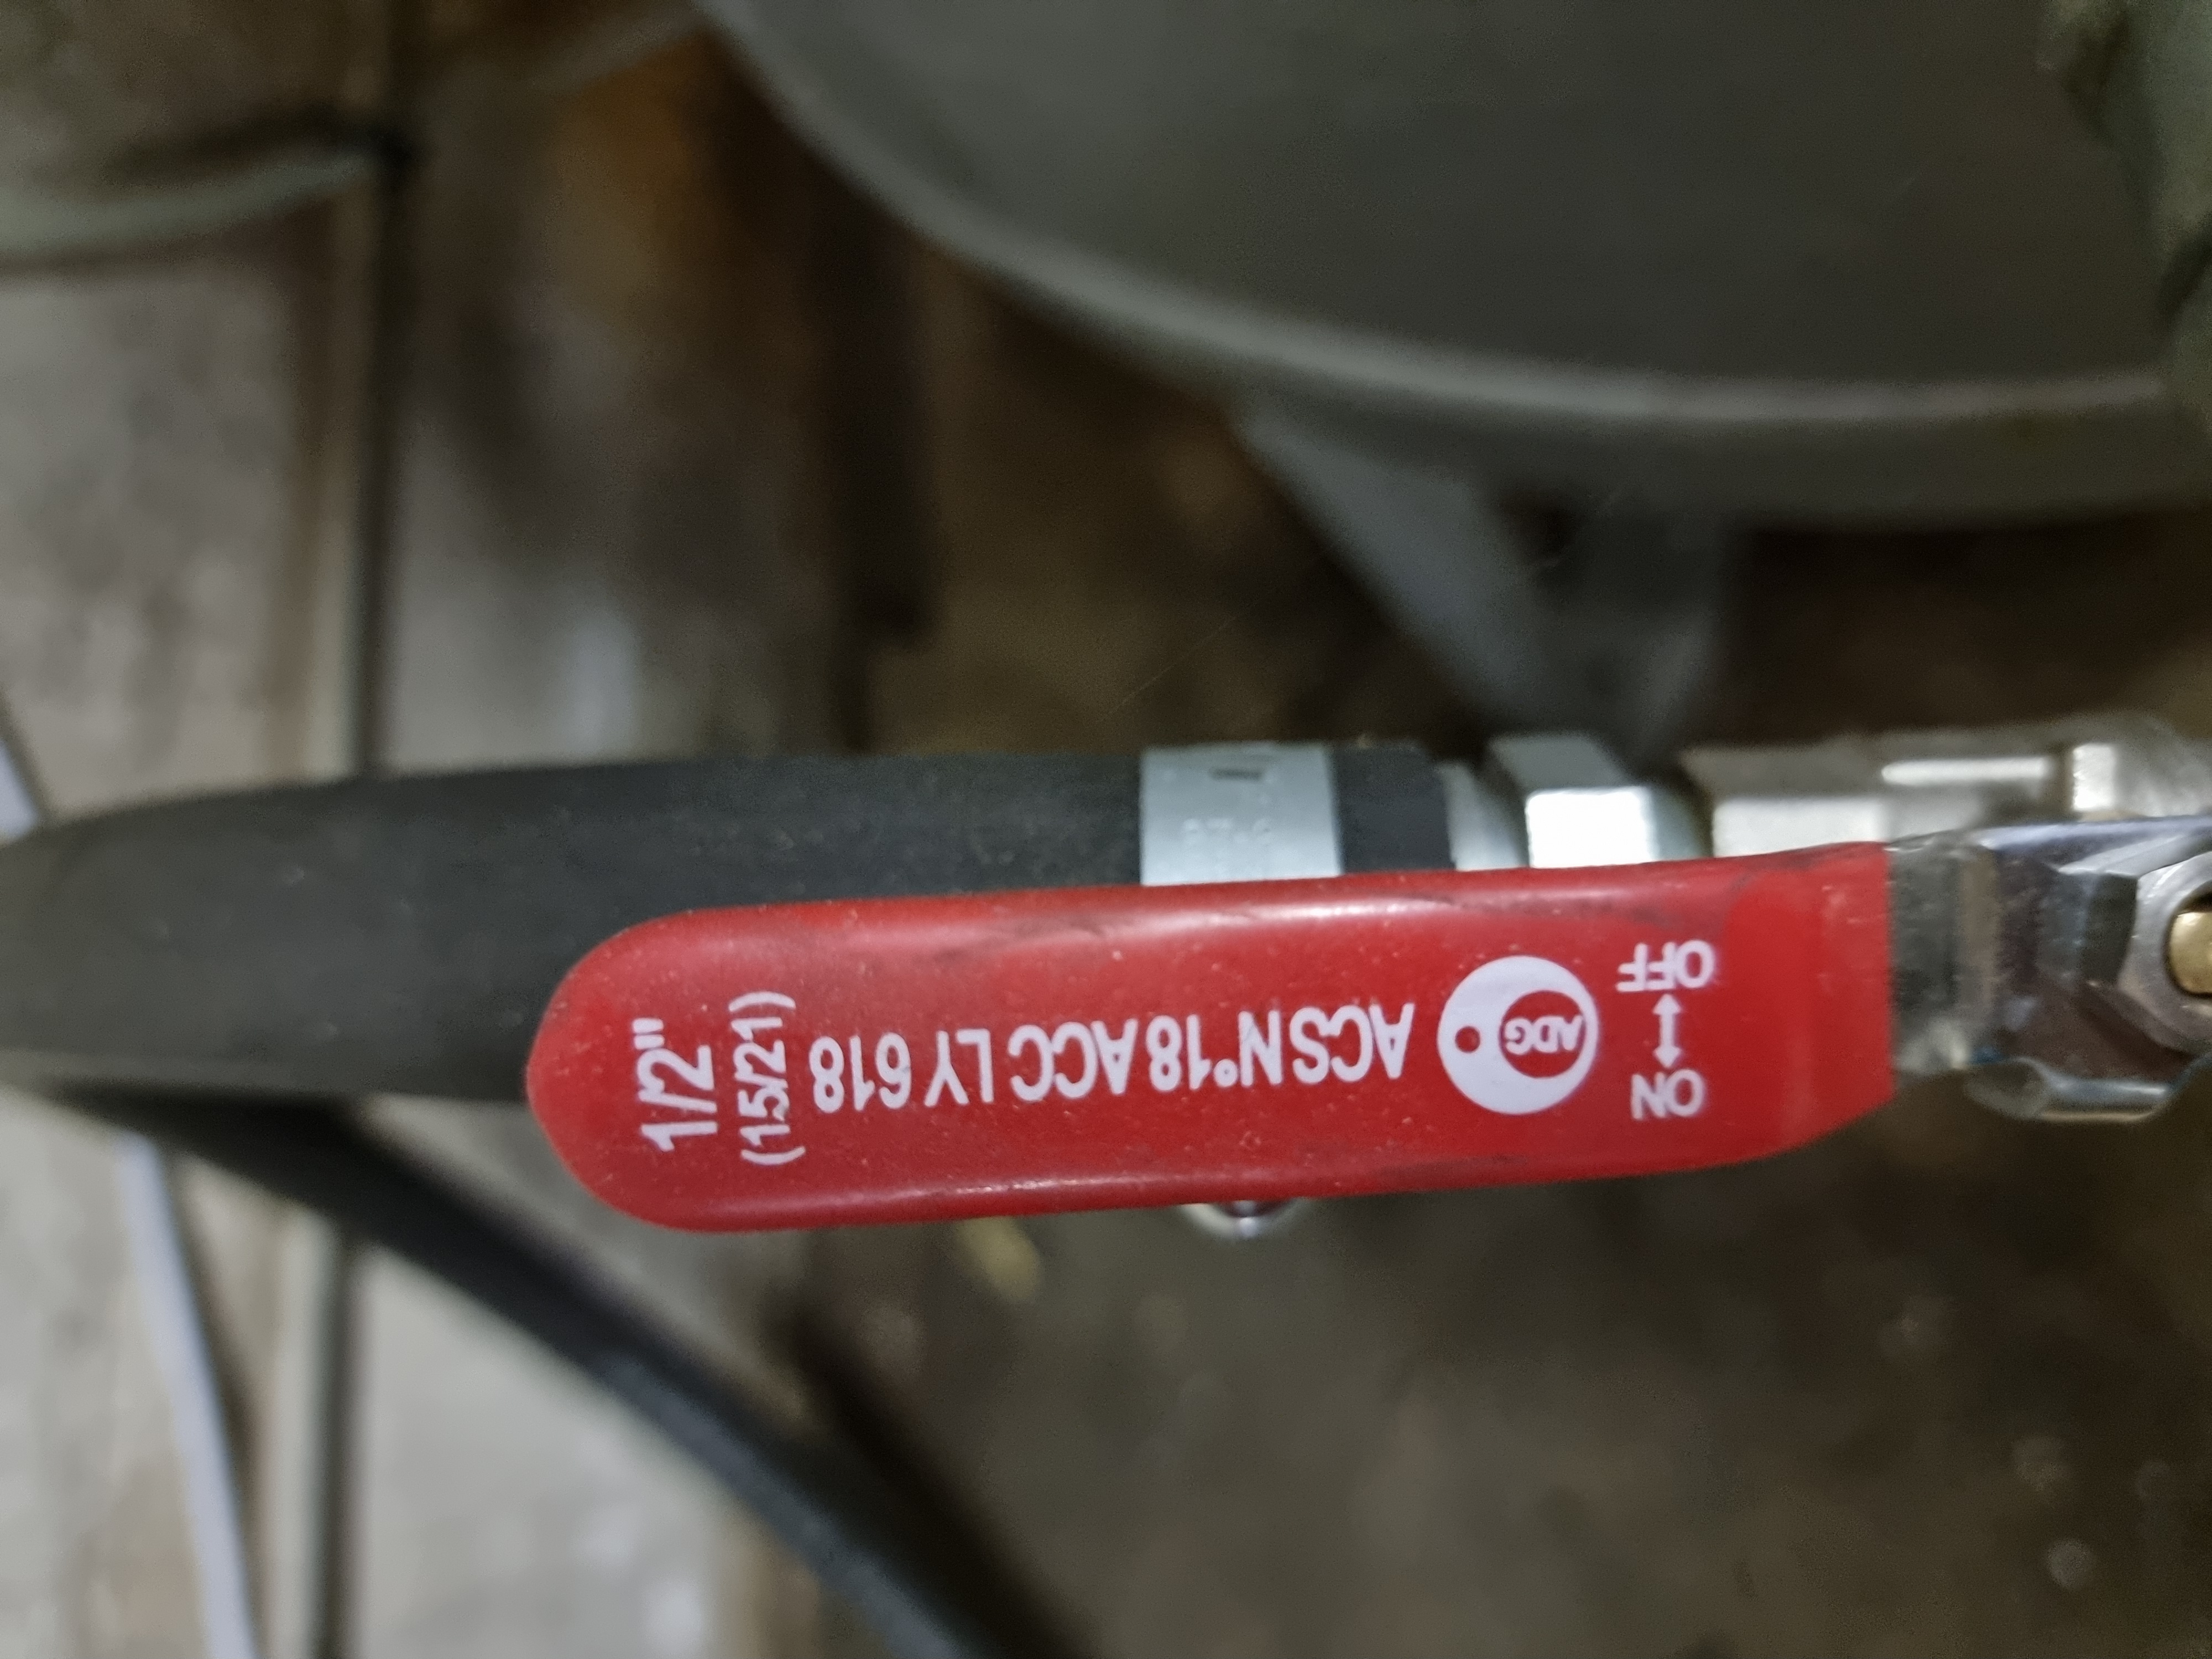 OFF
ON
ADG
ACS N°18 ACC LY 618
1/2"
(15/21)